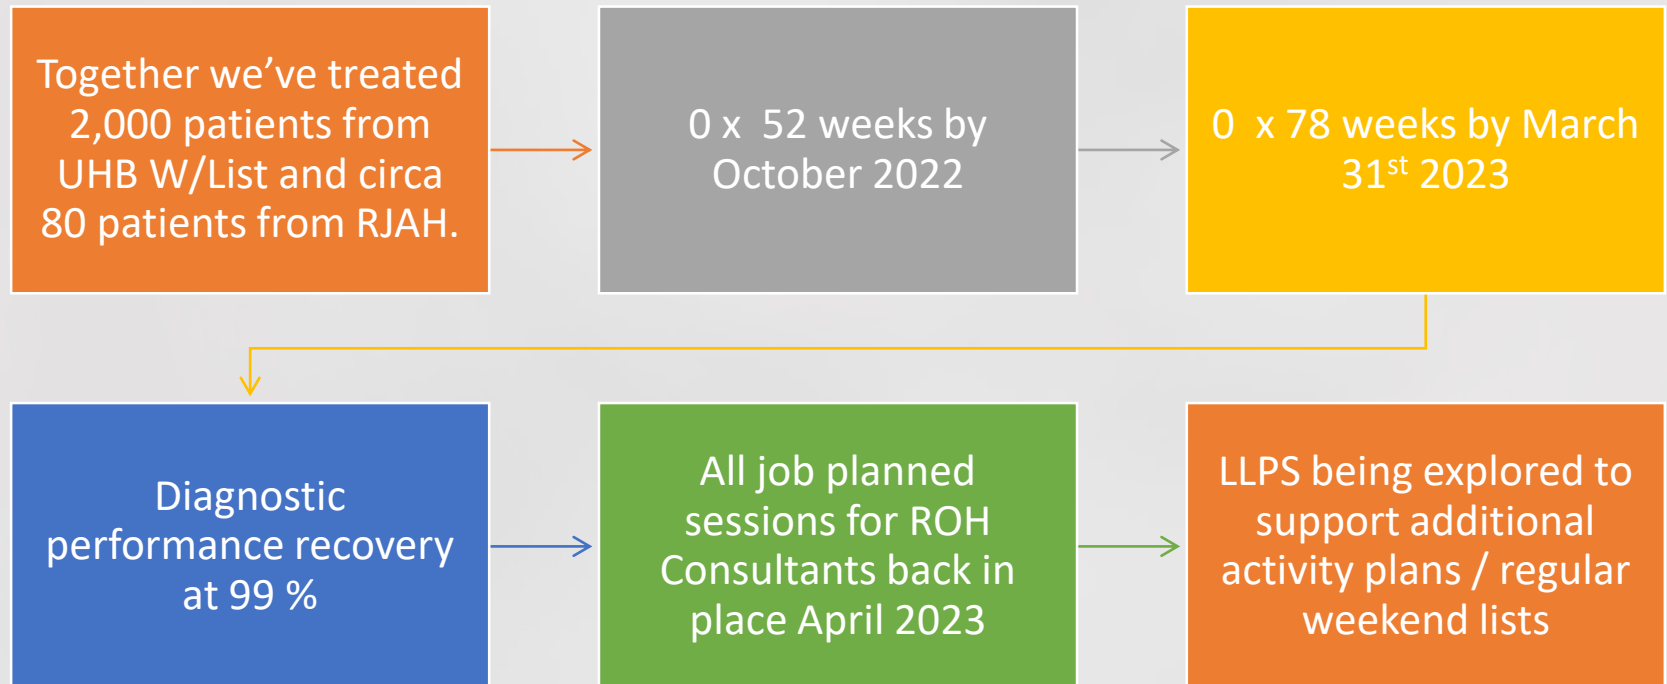 Together we’ve treated
2,000 patients from
UHB W/List and circa
80 patients from RJAH.
0 x  52 weeks by
October 2022
0  x 78 weeks by March
31st 2023
Diagnostic
performance recovery
at 99 %
All job planned
sessions for ROH
Consultants back in
place April 2023
LLPS being explored to
support additional
activity plans / regular
weekend lists